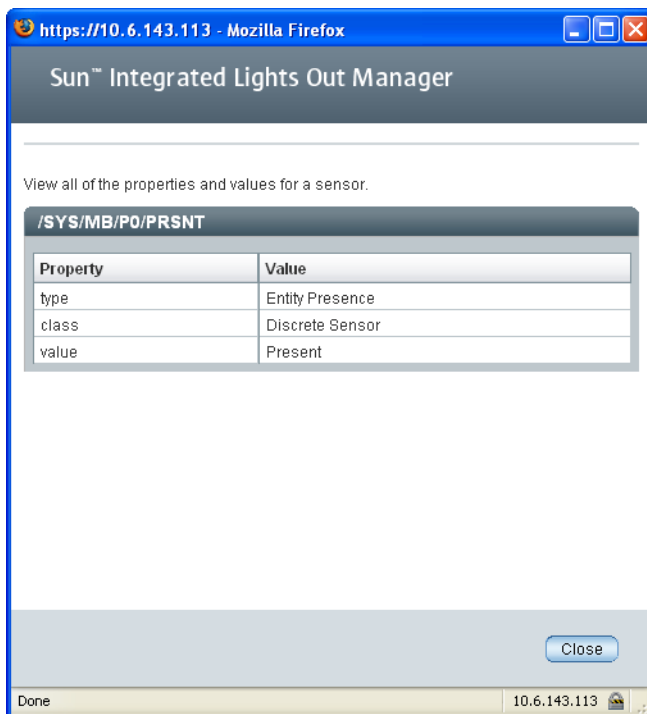 https://10.6.143.113 - Mozilla Firefox
Sun™ Integrated Lights Out Manager
View all of the properties and values for a sensor.
/SYS/MB/P0/PRSNT
Property Value
type Entity Presence
class Discrete Sensor
value Present
Close
Done 10.6.143.113